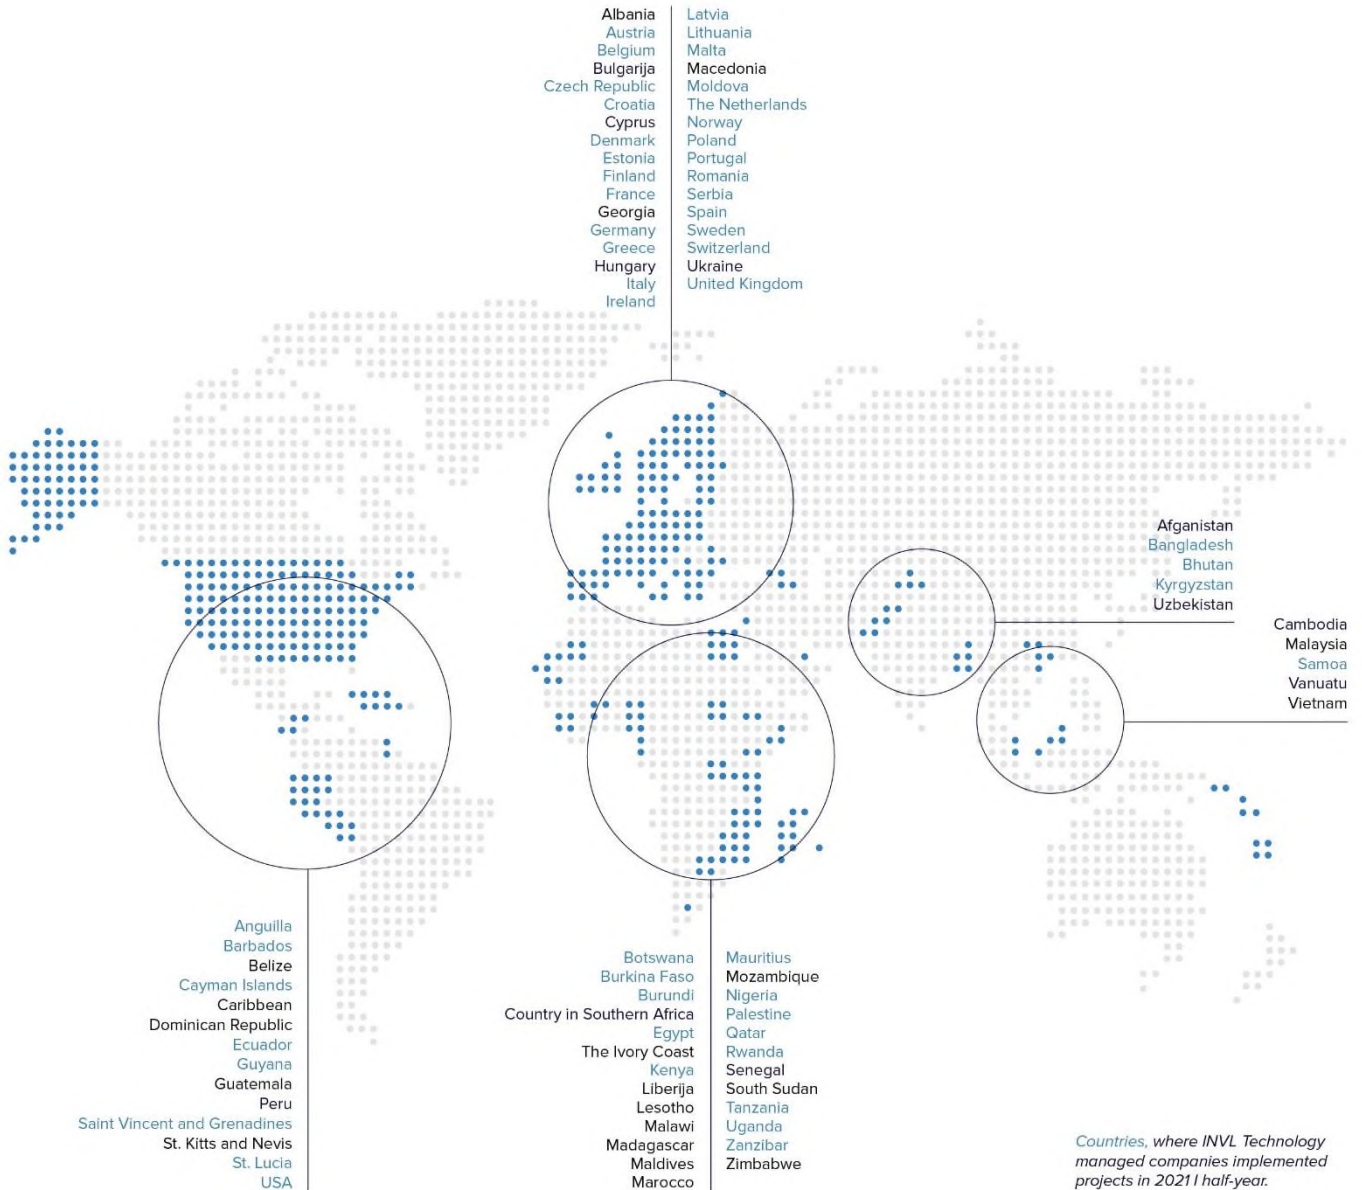 Albania
Austria
Belgium
Bulgarija
Czech Republic
Croatia
Cyprus
Denmark
Estonia
Finland
France
Georgia
Germany
Greece
Hungary
Italy
Ireland
Latvia
Lithuania
Malta
Macedonia
Moldova
The Netherlands
Norway
Poland
Portugal
Romania
Serbia
Spain
Sweden
Switzerland
Ukraine
United Kingdom
Afganistan
Bangladesh
Bhutan
Kyrgyzstan
Uzbekistan
Cambodia
Malaysia
Samoa
Vanuatu
Vietnam
Anguilla
Barbados
Belize
Cayman Islands
Caribbean
Dominican Republic
Ecuador
Guyana
Guatemala
Peru
Saint Vincent and Grenadines
St. Kitts and Nevis
St. Lucia
USA
Botswana
Burkina Faso
Burundi
Country in Southern Africa
Egypt
The Ivory Coast
Kenya
Liberija
Lesotho
Malawi
Madagascar
Maldives
Marocco
Mauritius
Mozambique
Nigeria
Palestine
Qatar
Rwanda
Senegal
South Sudan
Tanzania
Uganda
Zanzibar
Zimbabwe
Countries, where INVL Technology
managed companies implemented
projects in 2021 I half-year.